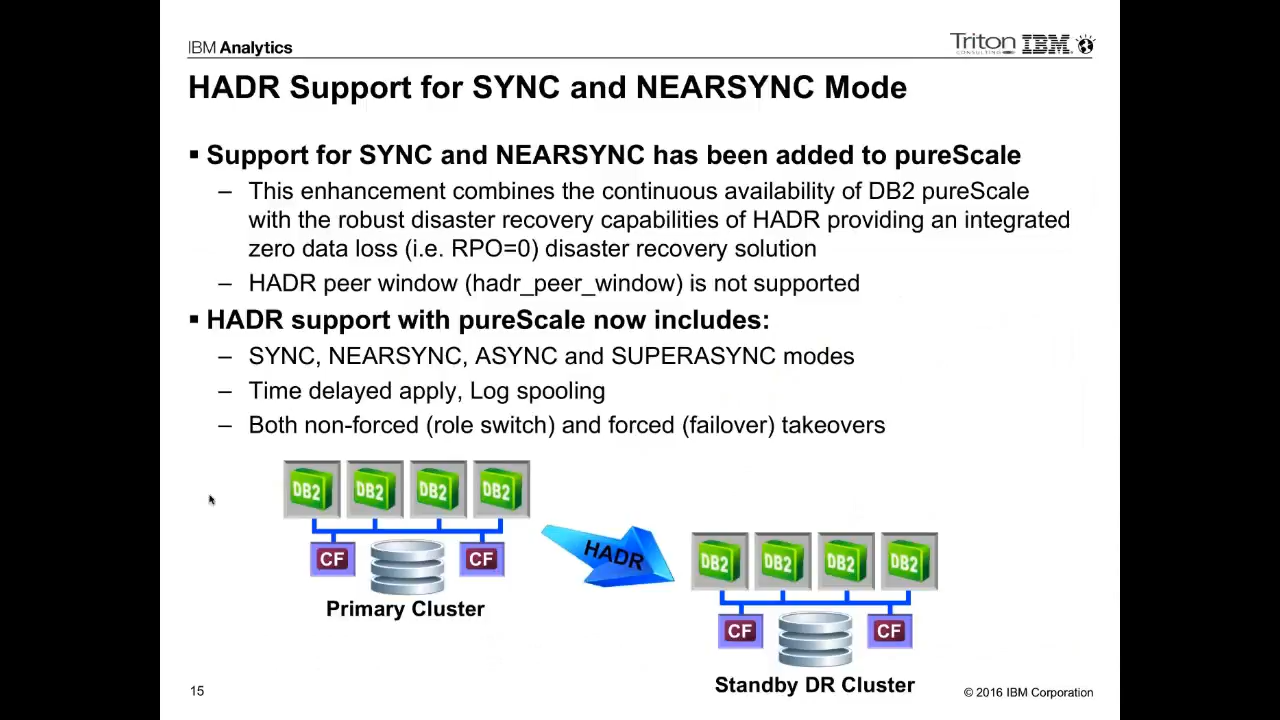 IBM Analytics
Triton IBM
CONSULTING
HADR Support for SYNC and NEARSYNC Mode
▪ Support for SYNC and NEARSYNC has been added to pureScale
– This enhancement combines the continuous availability of DB2 pureScale
with the robust disaster recovery capabilities of HADR providing an integrated
zero data loss (i.e. RPO=0) disaster recovery solution
– HADR peer window (hadr_peer_window) is not supported
▪ HADR support with pureScale now includes:
– SYNC, NEARSYNC, ASYNC and SUPERASYNC modes
– Time delayed apply, Log spooling
– Both non-forced (role switch) and forced (failover) takeovers
DB2 DB2 DB2 DB2
CF CF
Primary Cluster
HADR
DB2 DB2 DB2 DB2
CF CF
Standby DR Cluster
15
© 2016 IBM Corporation